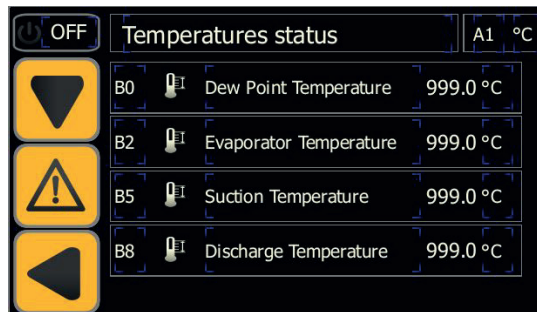 OFF Temperatures status A1 °C
B0 Dew Point Temperature 999.0 °C
B2 Evaporator Temperature 999.0 °C
B5 Suction Temperature 999.0 °C
B8 Discharge Temperature 999.0 °C